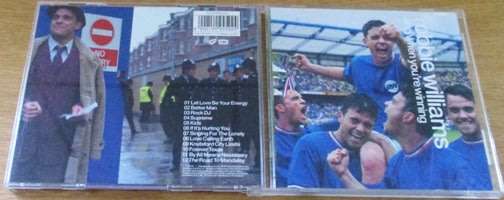 NO
ENTRY
01 Let Love Be Your Energy
02 Better Man
03 Rock DJ
04 Supreme
05 Kids
06 If It's Hurting You
07 Singing For The Lonely
08 Love Calling Earth
09 Knutsford City Limits
10 Forever Texas
11 By All Means Necessary
12 The Road To Mandalay
robbie williams
sing when you're winning